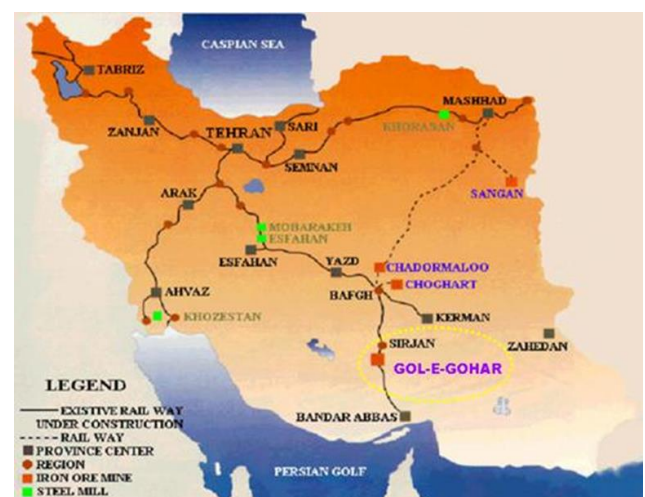 CASPIAN SEA
TABRIZ
MASHHAD
ZANJAN
TEHRAN
SARI
KHORASAN
SEMNAN
ARAK
SANGAN
MOBARAKEH
ESFAHAN
ESFAHAN
YAZD
CHADORMALOO
CHOGHART
BAFGH
AHVAZ
KHOZESTAN
KERMAN
SIRJAN
ZAHEDAN
GOL-E-GOHAR
BANDAR ABBAS
PERSIAN GOLF
LEGEND
EXISTIVE RAIL WAY
UNDER CONSTRUCTION
RAIL WAY
PROVINCE CENTER
REGION
IRON ORE MINE
STEEL MILL